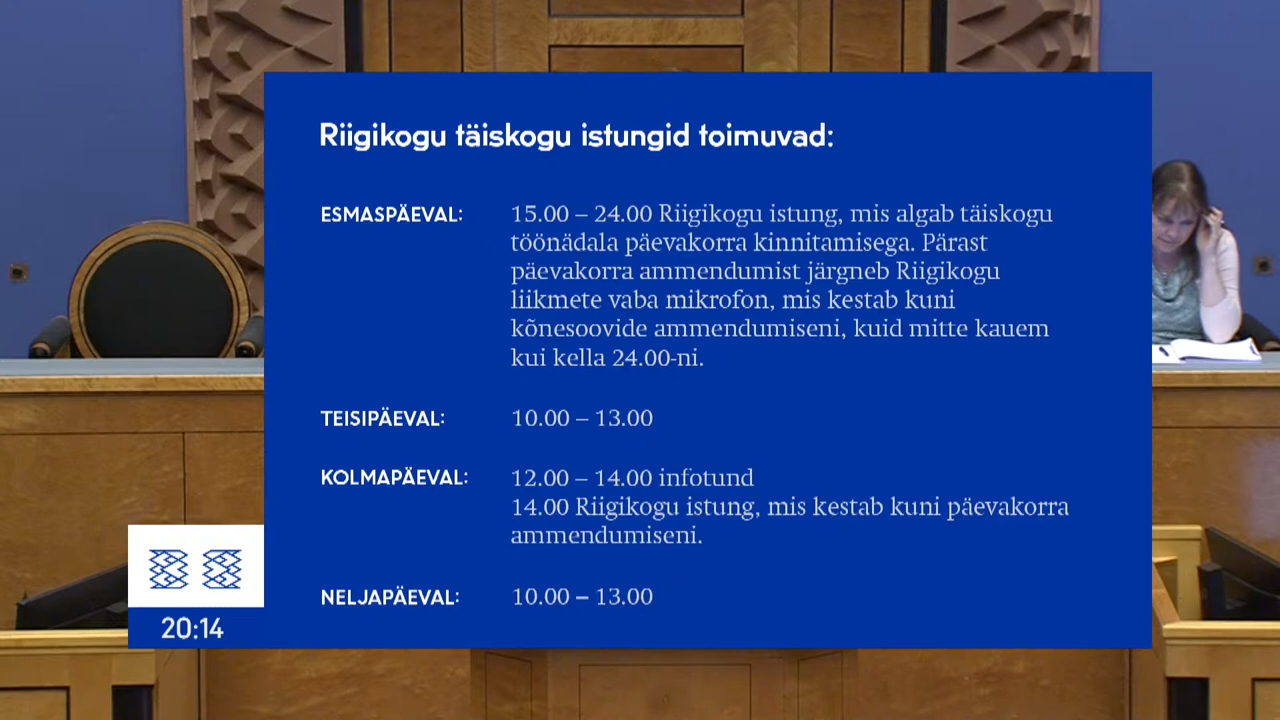 Riigikogu täiskogu istungid toimuvad:
ESMASPÄEVAL:
15.00 – 24.00 Riigikogu istung, mis algab täiskogu
töönädala päevakorra kinnitamisega. Pärast
päevakorra ammendumist järgneb Riigikogu
liikmete vaba mikrofon, mis kestab kuni
kõnesoovide ammendumiseni, kuid mitte kauem
kui kella 24.00-ni.
TEISIPÄEVAL:
10.00 – 13.00
KOLMAPÄEVAL:
12.00 – 14.00 infotund
14.00 Riigikogu istung, mis kestab kuni päevakorra
ammendumiseni.
NELJAPÄEVAL:
10.00 – 13.00
20:14